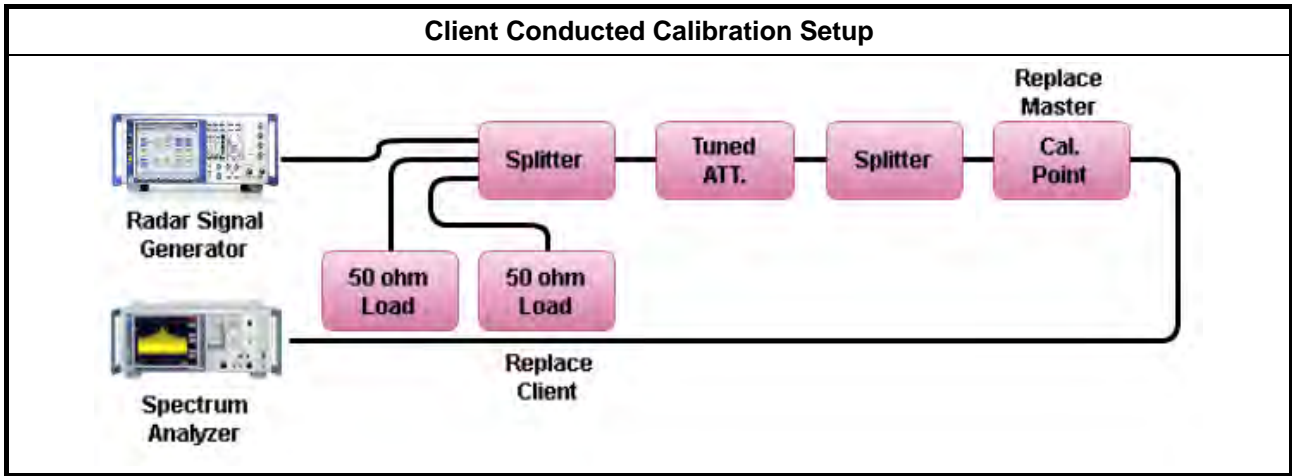 Client Conducted Calibration Setup
Replace
Master
Splitter
Tuned
ATT.
Splitter
Cal.
Point
Radar Signal
Generator
50 ohm
Load
50 ohm
Load
Replace
Client
Spectrum
Analyzer